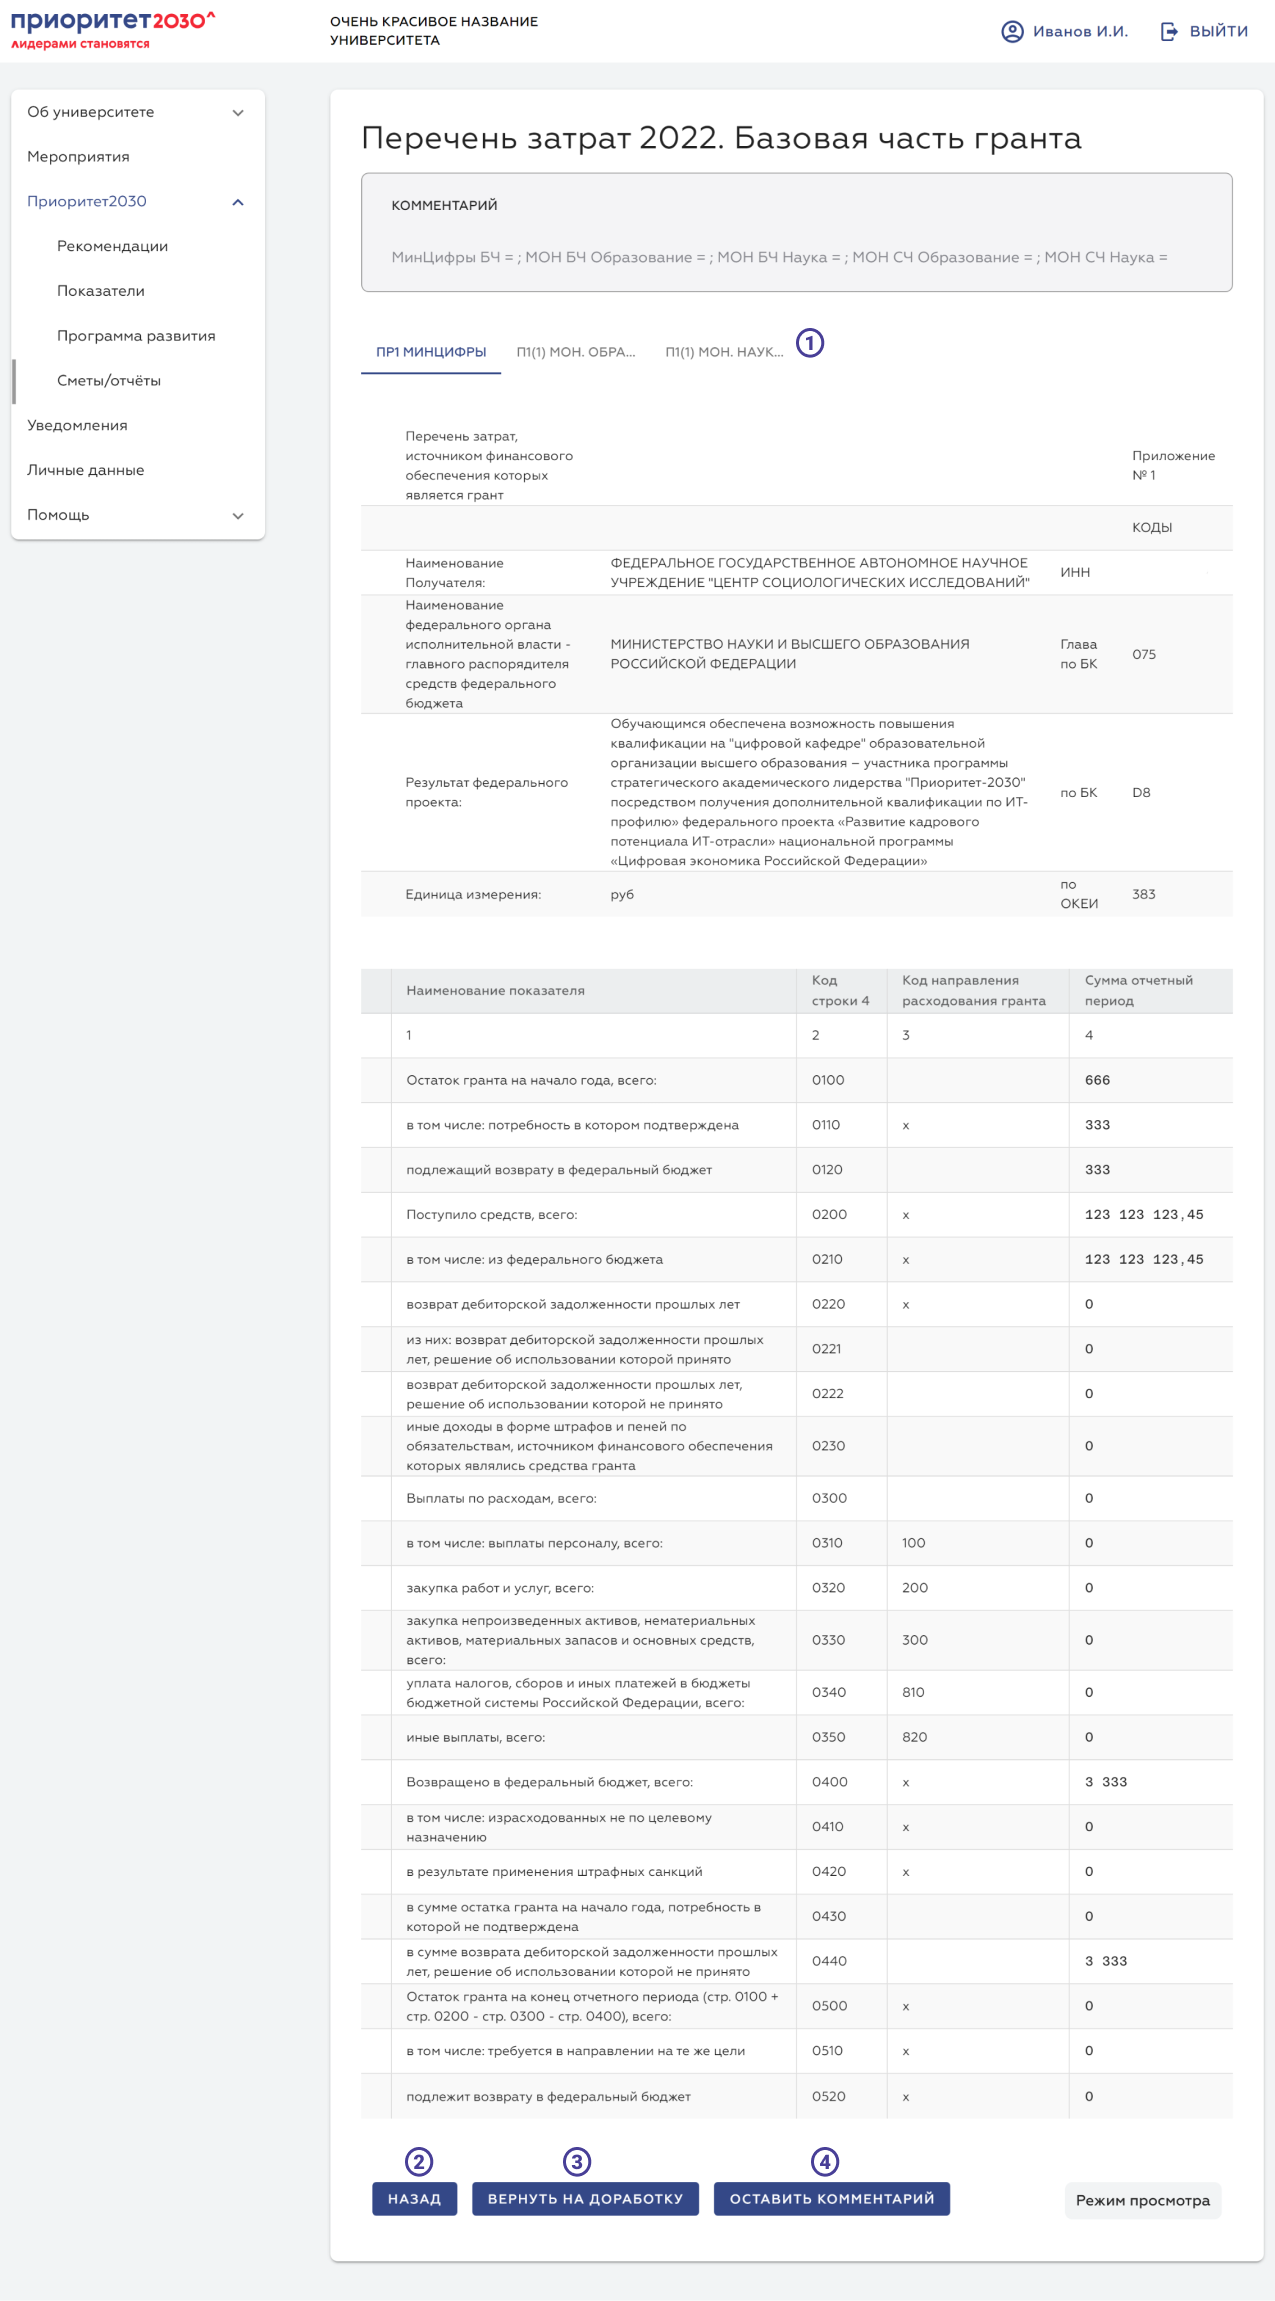 приоритет2030^
лидерами становятся
ОЧЕНЬ КРАСИВОЕ НАЗВАНИЕ
УНИВЕРСИТЕТА
Иванов И.И.
ВЫЙТИ
Об университете
Мероприятия
Приоритет2030
Рекомендации
Показатели
Программа развития
Сметы/отчёты
Уведомления
Личные данные
Помощь
Перечень затрат 2022. Базовая часть гранта
КОММЕНТАРИЙ
МинЦифры БЧ = ; МОН БЧ Образование = ; МОН БЧ Наука = ; МОН СЧ Образование = ; МОН СЧ Наука =
ПР1 МИНЦИФРЫ П1(1) МОН. ОБРА... П1(1) МОН. НАУК... 1
Перечень затрат,
источником финансового
обеспечения которых
является грант
Приложение
№ 1
КОДЫ
Наименование
Получателя:
ФЕДЕРАЛЬНОЕ ГОСУДАРСТВЕННОЕ АВТОНОМНОЕ НАУЧНОЕ
УЧРЕЖДЕНИЕ "ЦЕНТР СОЦИОЛОГИЧЕСКИХ ИССЛЕДОВАНИЙ"
ИНН
Наименование
федерального органа
исполнительной власти -
главного распорядителя
средств федерального
бюджета
МИНИСТЕРСТВО НАУКИ И ВЫСШЕГО ОБРАЗОВАНИЯ
РОССИЙСКОЙ ФЕДЕРАЦИИ
Глава
по БК
075
Результат федерального
проекта:
Обучающимся обеспечена возможность повышения
квалификации на "цифровой кафедре" образовательной
организации высшего образования – участника программы
стратегического академического лидерства "Приоритет-2030"
посредством получения дополнительной квалификации по ИТ-
профилю» федерального проекта «Развитие кадрового
потенциала ИТ-отрасли» национальной программы
«Цифровая экономика Российской Федерации»
по БК
D8
Единица измерения:
руб
по
ОКЕИ
383
Наименование показателя
Код
строки 4
Код направления
расходования гранта
Сумма отчетный
период
1 2 3 4
Остаток гранта на начало года, всего: 0100 666
в том числе: потребность в котором подтверждена 0110 x 333
подлежащий возврату в федеральный бюджет 0120 333
Поступило средств, всего: 0200 x 123 123 123,45
в том числе: из федерального бюджета 0210 x 123 123 123,45
возврат дебиторской задолженности прошлых лет 0220 x 0
из них: возврат дебиторской задолженности прошлых
лет, решение об использовании которой принято
0221 0
возврат дебиторской задолженности прошлых лет,
решение об использовании которой не принято
0222 0
иные доходы в форме штрафов и пеней по
обязательствам, источником финансового обеспечения
которых являлись средства гранта
0230 0
Выплаты по расходам, всего: 0300 0
в том числе: выплаты персоналу, всего: 0310 100 0
закупка работ и услуг, всего: 0320 200 0
закупка непроизведенных активов, нематериальных
активов, материальных запасов и основных средств,
всего:
0330 300 0
уплата налогов, сборов и иных платежей в бюджеты
бюджетной системы Российской Федерации, всего:
0340 810 0
иные выплаты, всего: 0350 820 0
Возвращено в федеральный бюджет, всего: 0400 x 3 333
в том числе: израсходованных не по целевому
назначению
0410 x 0
в результате применения штрафных санкций 0420 x 0
в сумме остатка гранта на начало года, потребность в
которой не подтверждена
0430 0
в сумме возврата дебиторской задолженности прошлых
лет, решение об использовании которой не принято
0440 3 333
Остаток гранта на конец отчетного периода (стр. 0100 +
стр. 0200 - стр. 0300 - стр. 0400), всего:
0500 x 0
в том числе: требуется в направлении на те же цели 0510 x 0
подлежит возврату в федеральный бюджет 0520 x 0
2 3 4
НАЗАД ВЕРНУТЬ НА ДОРАБОТКУ ОСТАВИТЬ КОММЕНТАРИЙ Режим просмотра